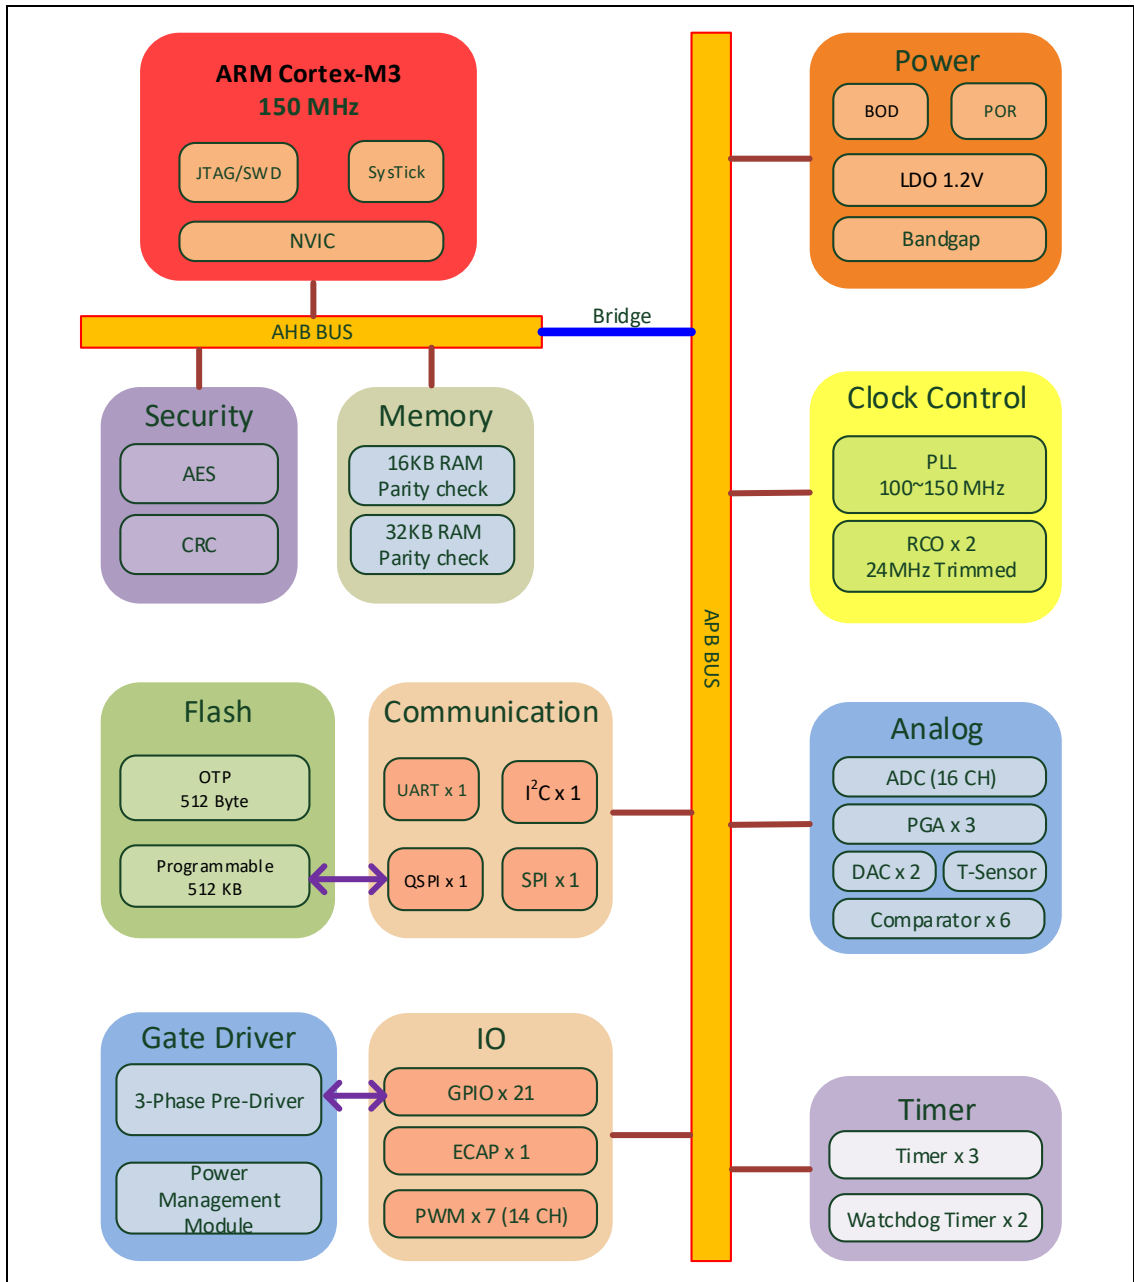 ARM Cortex-M3
150 MHz
JTAG/SWD
SysTick
NVIC
AHB BUS
Bridge
Security
AES
CRC
Memory
16KB RAM
Parity check
32KB RAM
Parity check
Flash
OTP
512 Byte
Programmable
512 KB
Communication
UART x 1
I²C x 1
QSPI x 1
SPI x 1
Gate Driver
3-Phase Pre-Driver
Power
Management
Module
IO
GPIO x 21
ECAP x 1
PWM x 7 (14 CH)
APB BUS
Power
BOD
POR
LDO 1.2V
Bandgap
Clock Control
PLL
100~150 MHz
RCO x 2
24MHz Trimmed
Analog
ADC (16 CH)
PGA x 3
DAC x 2
T-Sensor
Comparator x 6
Timer
Timer x 3
Watchdog Timer x 2